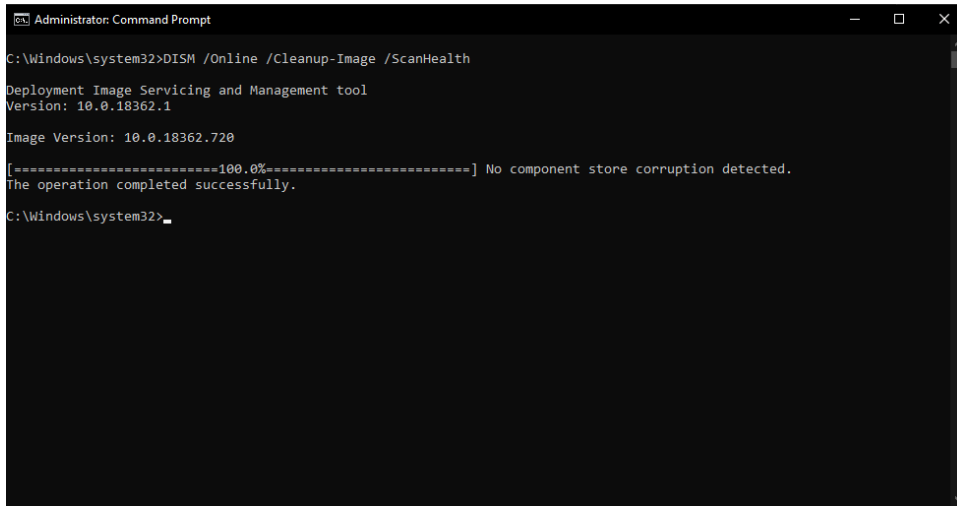 Administrator: Command Prompt
C:\Windows\system32>DISM /Online /Cleanup-Image /ScanHealth
Deployment Image Servicing and Management tool
Version: 10.0.18362.1
Image Version: 10.0.18362.720
[==========================100.0%==========================] No component store corruption detected.
The operation completed successfully.
C:\Windows\system32>